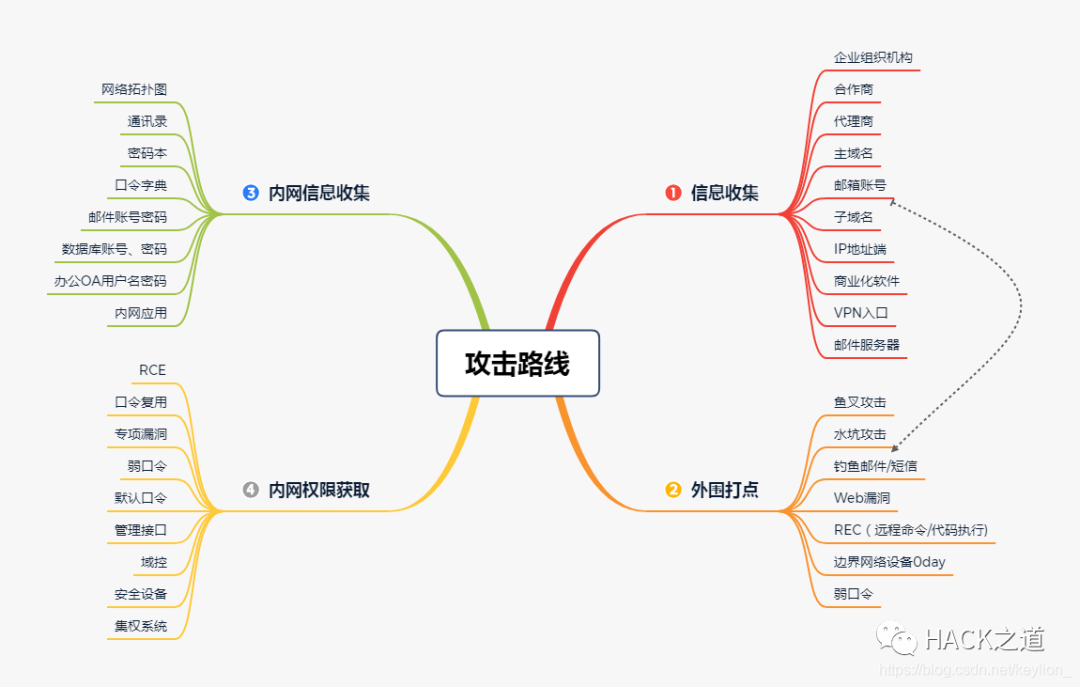 攻击路线
1 信息收集
企业组织机构
合作商
代理商
主域名
邮箱账号
子域名
IP地址端
商业化软件
VPN入口
邮件服务器
2 外围打点
鱼叉攻击
水坑攻击
钓鱼邮件/短信
Web漏洞
REC（远程命令/代码执行)
边界网络设备0day
弱口令
3 内网信息收集
网络拓扑图
通讯录
密码本
口令字典
邮件账号密码
数据库账号、密码
办公OA用户名密码
内网应用
4 内网权限获取
RCE
口令复用
专项漏洞
弱口令
默认口令
管理接口
域控
安全设备
集权系统
HACK之道
https://blog.csdn.net/keylion_